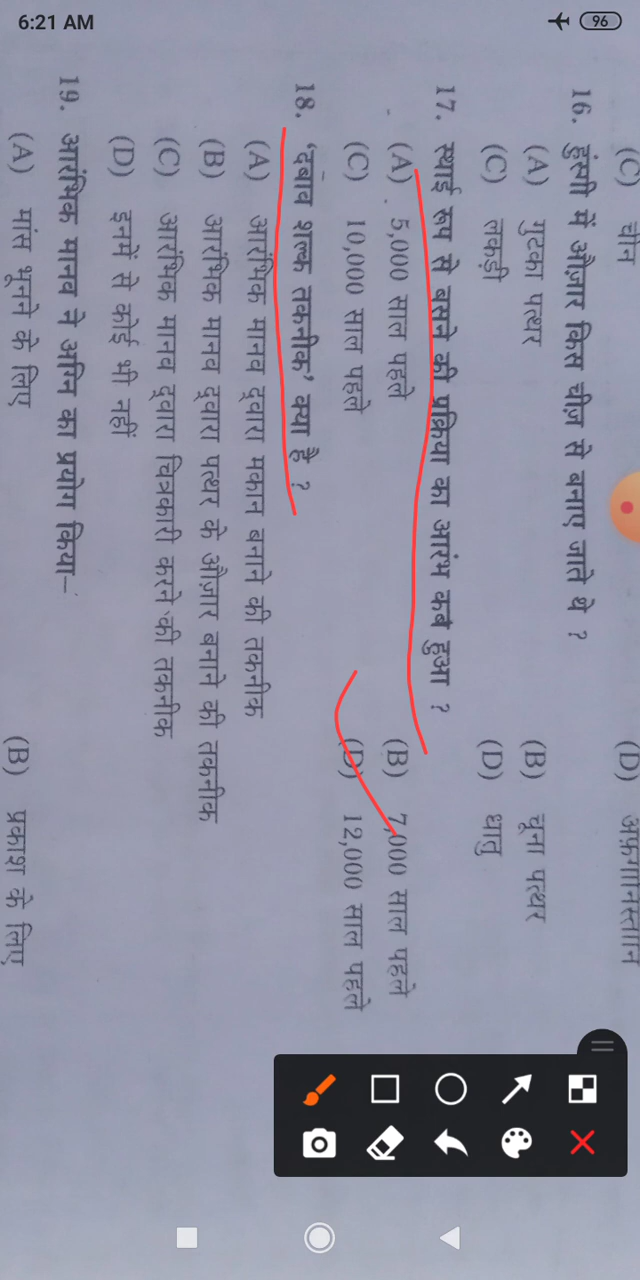 6:21 AM
96
(C) चीन
(D) अफ़गानिस्तान
16. हुंस्गी में औज़ार किस चीज़ से बनाए जाते थे ?
(A) गुटका पत्थर
(B) चूना पत्थर
(C) लकड़ी
(D) धातु
17. स्थाई रूप से बसने की प्रक्रिया का आरंभ कब हुआ ?
(A) 5,000 साल पहले
(B) 7,000 साल पहले
(C) 10,000 साल पहले
(D) 12,000 साल पहले
18. ‘दबाव शल्क तकनीक’ क्या है ?
(A) आरंभिक मानव द्वारा मकान बनाने की तकनीक
(B) आरंभिक मानव द्वारा पत्थर के औज़ार बनाने की तकनीक
(C) आरंभिक मानव द्वारा चित्रकारी करने की तकनीक
(D) इनमें से कोई भी नहीं
19. आरंभिक मानव ने अग्नि का प्रयोग किया–
(A) मांस भूनने के लिए
(B) प्रकाश के लिए